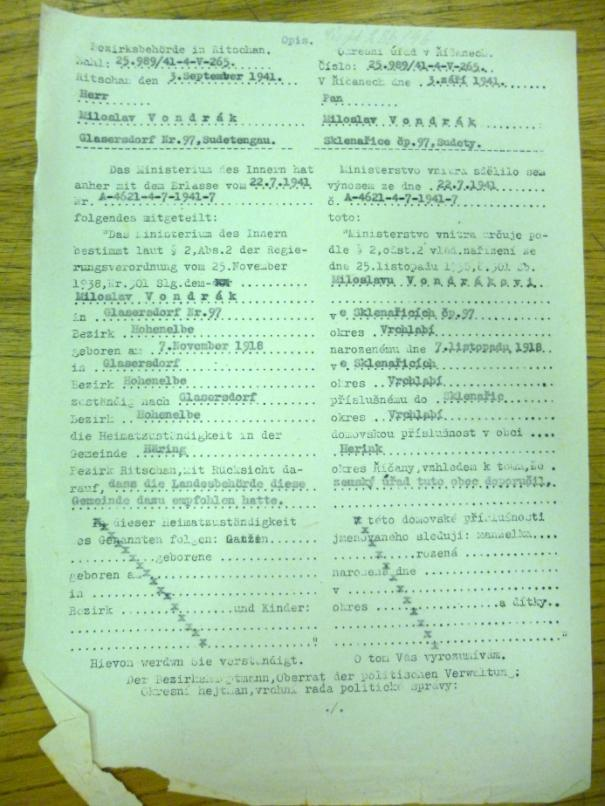 Opis.
Bezirksbehörde in Ritschan.
Zahl: 25.989/41-4-V-265.
Ritschan den 3.September 1941.
Herr
Miloslav Vondrák
Glasersdorf Nr.97,Sudetengau.
Das Ministerium des Innern hat
anher mit dem Erlasse vom 22.7.1941
Nr. A-4621-4-7-1941-7
folgendes mitgeteilt:
"Das Ministerium des Innern
bestimmt laut § 2,Abs.2 der Regie-
rungsverordnung vom 25.November
1938,Nr.301 Slg.dem
Miloslav Vondrák
in Glasersdorf Nr.97
Bezirk Hohenelbe
geboren am 7.November 1918
in Glasersdorf
Bezirk Hohenelbe
zuständig nach Glasersdorf
Bezirk Hohenelbe
die Heimatzuständigkeit in der
Gemeinde Häring
Bezirk Ritschan,mit Rücksicht da-
rauf, dass die Landesbehörde diese
Gemeinde dazu empfohlen hatte.
dieser Heimatzuständigkeit
des Genannten folgen: Gattin
geborene
geboren am
in
Bezirk und Kinder:
"
Hievon werdwn Sie verständigt.
Okresní úřad v Říčanech.
Číslo: 25.989/41-4-V-265.
V Říčanech dne 3.září 1941.
Pan
Miloslav Vondrák
Sklenařice čp.97, Sudety.
Ministerstvo vnitra sdělilo sem
výnosem ze dne 22.7.1941
č. A-4621-4-7-1941-7
toto:
"Ministerstvo vnitra určuje po-
dle § 2,odst.2 vlád.nařízení ze
dne 25.listopadu 1938,č.301 Sb.
Miloslavu Vondrákovi
ve Sklenařicích čp.97
okres Vrchlabí
narozenému dne 7.listopadu 1918
ve Sklenařicích
okres Vrchlabí
příslušnému do Sklenařic
okres Vrchlabí
domovskou příslušnost v obci
Herink
okres Říčany,vzhledem k tomu,že
zemský úřad tuto obec doporučil.
této domovské příslušnosti
jmenovaného sledují: manželka
rozená
narozená dne
v
okres a dítky
"
O tom Vás vyrozumívám.
Der Bezirkshauptmann,Oberrat der politischen Verwaltung:
Okresní hejtman,vrchní rada politické správy:
./.